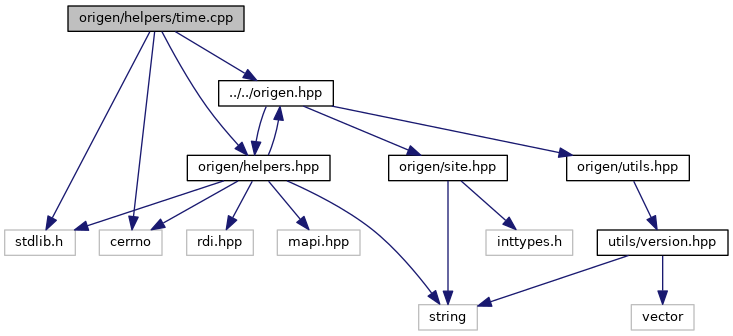 origen/helpers/time.cpp
../../origen.hpp
origen/helpers.hpp
origen/site.hpp
origen/utils.hpp
stdlib.h
cerrno
rdi.hpp
mapi.hpp
inttypes.h
utils/version.hpp
string
vector